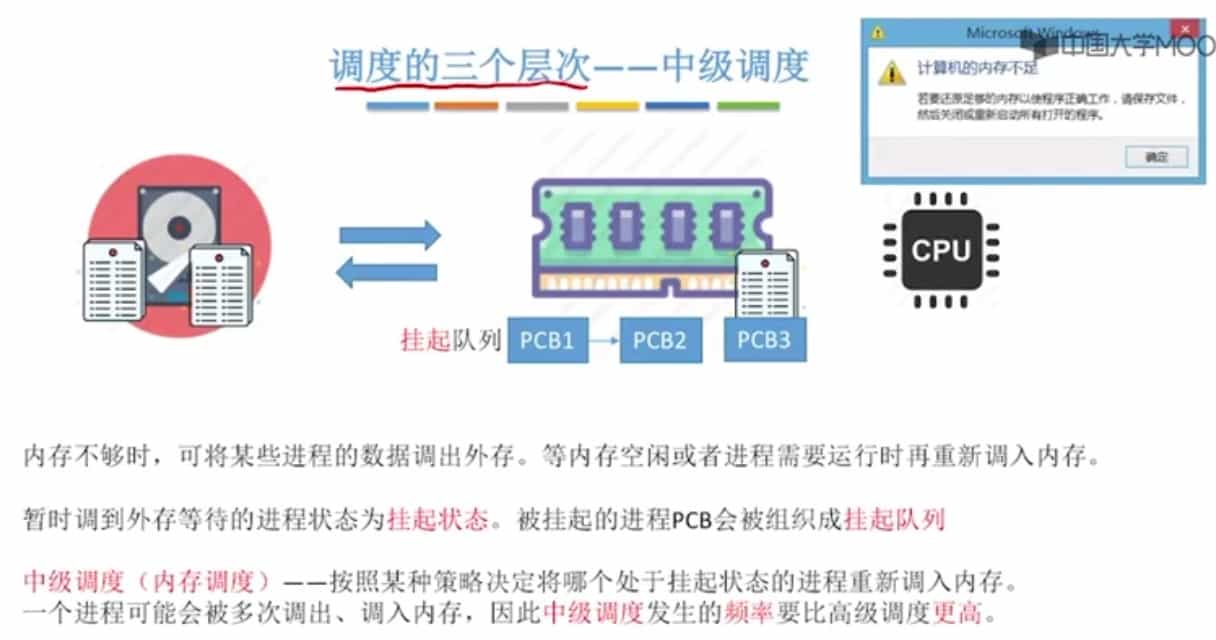 调度的三个层次——中级调度
Microsoft Windows
中国大学MOO
计算机的内存不足
若要还原足够的内存以使程序正确工作，请保存文件，
然后关闭或重新启动所有打开的程序。
确定
CPU
挂起队列 PCB1 PCB2 PCB3
内存不够时，可将某些进程的数据调出外存。等内存空闲或者进程需要运行时再重新调入内存。
暂时调到外存等待的进程状态为挂起状态。被挂起的进程PCB会被组织成挂起队列
中级调度（内存调度）——按照某种策略决定将哪个处于挂起状态的进程重新调入内存。
一个进程可能会被多次调出、调入内存，因此中级调度发生的频率要比高级调度更高。